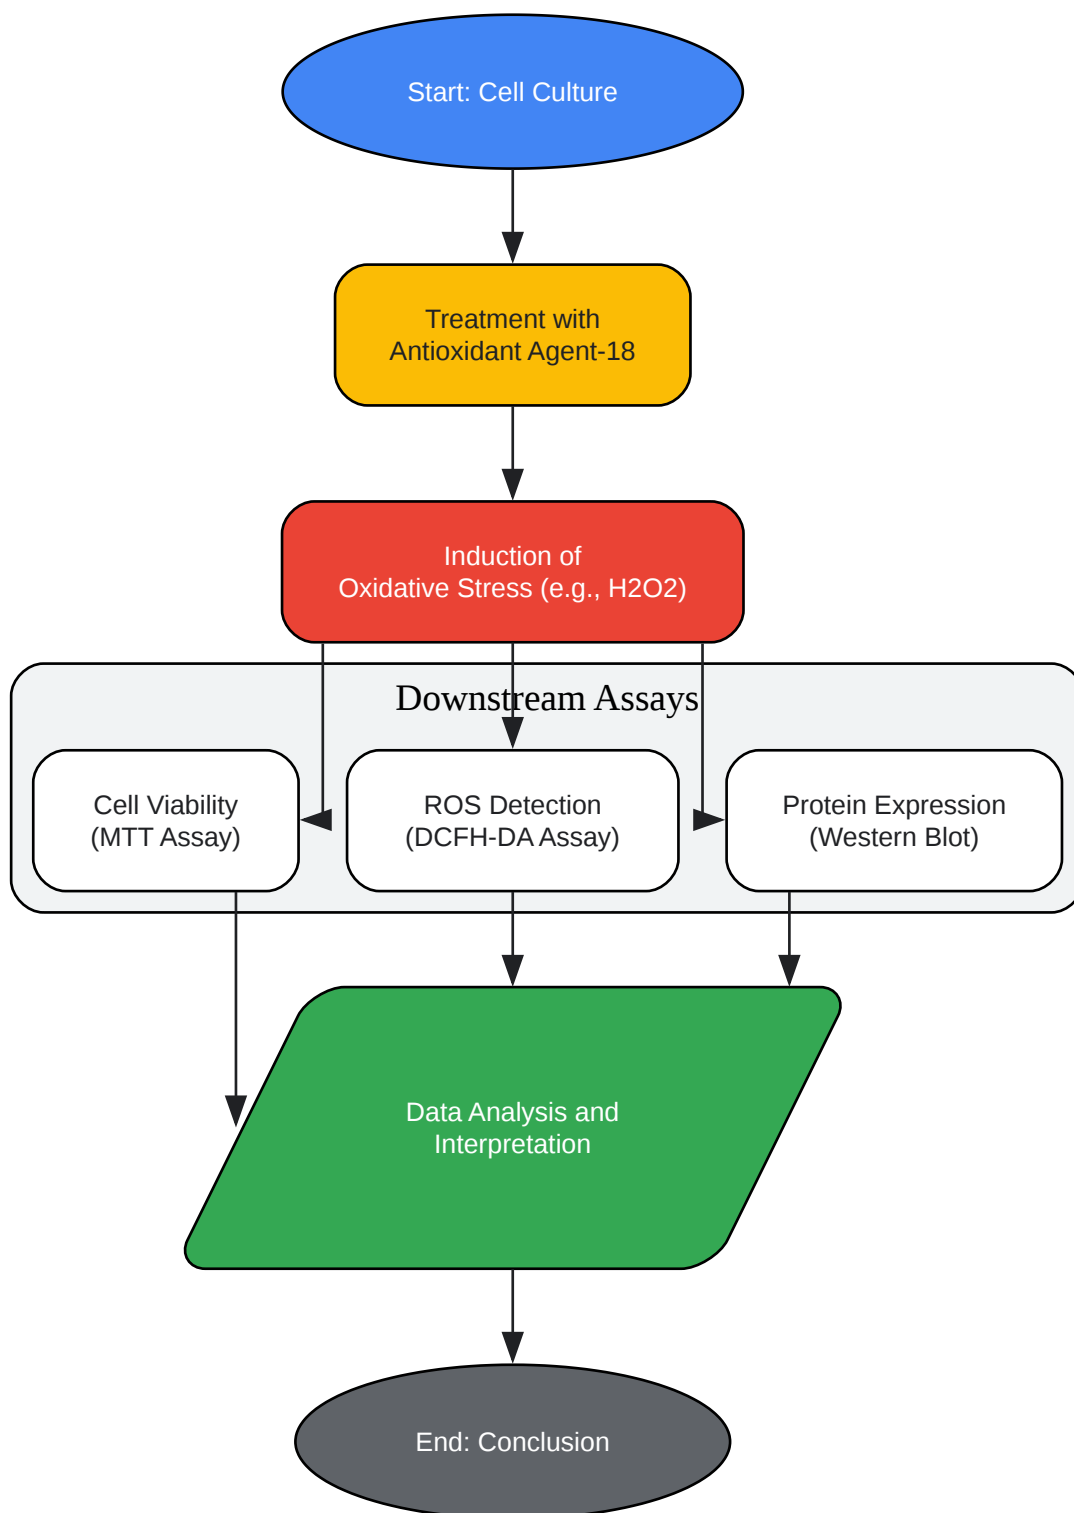 Start: Cell Culture
Treatment with
Antioxidant Agent-18
Induction of
Oxidative Stress (e.g., H2O2)
Downstream Assays
Cell Viability
(MTT Assay)
ROS Detection
(DCFH-DA Assay)
Protein Expression
(Western Blot)
Data Analysis and
Interpretation
End: Conclusion